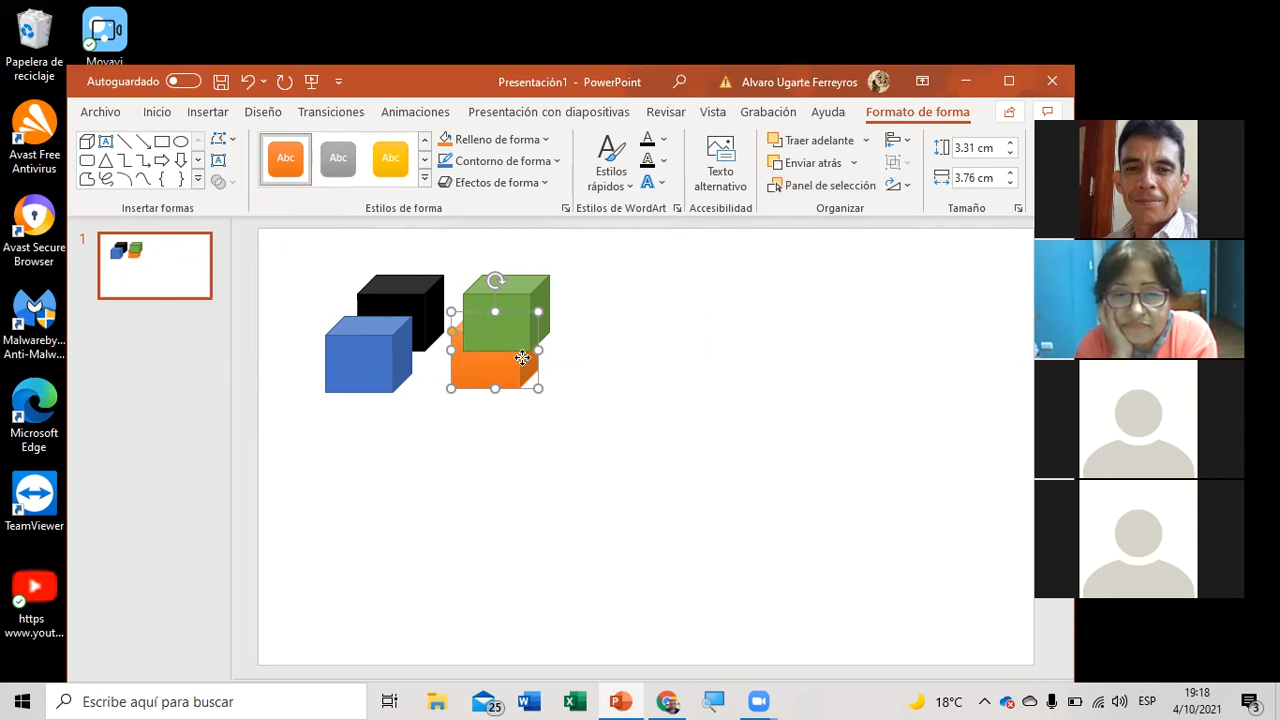 Papelera de
reciclaje
Movavi
Avast Free
Antivirus
Avast Secure
Browser
Malwareby...
Anti-Malw...
Microsoft
Edge
TeamViewer
https
www.yout...
Autoguardado
Presentación1 - PowerPoint
Alvaro Ugarte Ferreyros
Archivo Inicio Insertar Diseño Transiciones Animaciones Presentación con diapositivas Revisar Vista Grabación Ayuda Formato de forma
Abc Abc Abc
Relleno de forma
Contorno de forma
Efectos de forma
Estilos
rápidos
A
A
A
Texto
alternativo
Traer adelante
Enviar atrás
Panel de selección
3.31 cm
3.76 cm
Insertar formas Estilos de forma Estilos de WordArt Accesibilidad Organizar Tamaño
1
Escribe aquí para buscar
25
18°C
ESP
19:18
4/10/2021
3